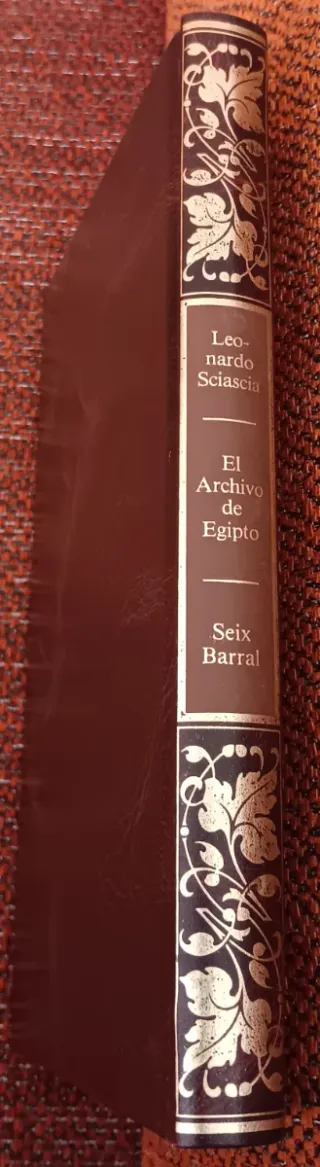 Leo-
nardo
Sciascia
El
Archivo
de
Egipto
Seix
Barral